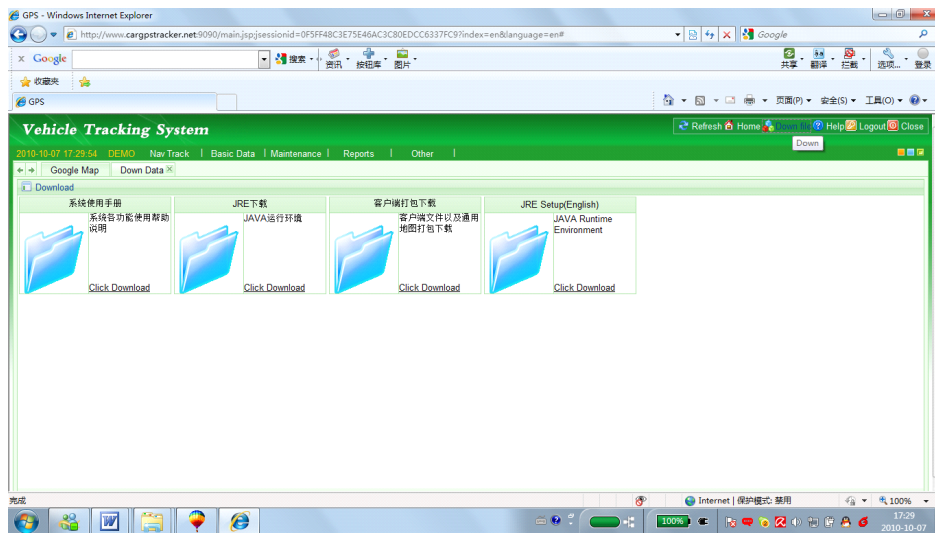 GPS - Windows Internet Explorer
http://www.cargpstracker.net:9090/main.jsp;jsessionid=0F5FF48C3E75E46AC3C80EDCC6337FC9?index=en&language=en#
Google
x Google 搜索 资讯 按钮库 图片 共享 翻译 拦截 选项... 登录
收藏夹
GPS 页面(P) 安全(S) 工具(O)
Vehicle Tracking System
Refresh Home Down file Help Logout Close
Down
2010-10-07 17:29:54 DEMO Nav Track | Basic Data | Maintenance | Reports | Other |
Google Map Down Data ×
Download
系统使用手册 JRE下载 客户端打包下载 JRE Setup(English)
系统各功能使用帮助 JAVA运行环境 客户端文件以及通用 JAVA Runtime
说明 地图打包下载 Environment
Click Download Click Download Click Download Click Download
完成 Internet | 保护模式: 禁用 100%
100% 17:29
2010-10-07